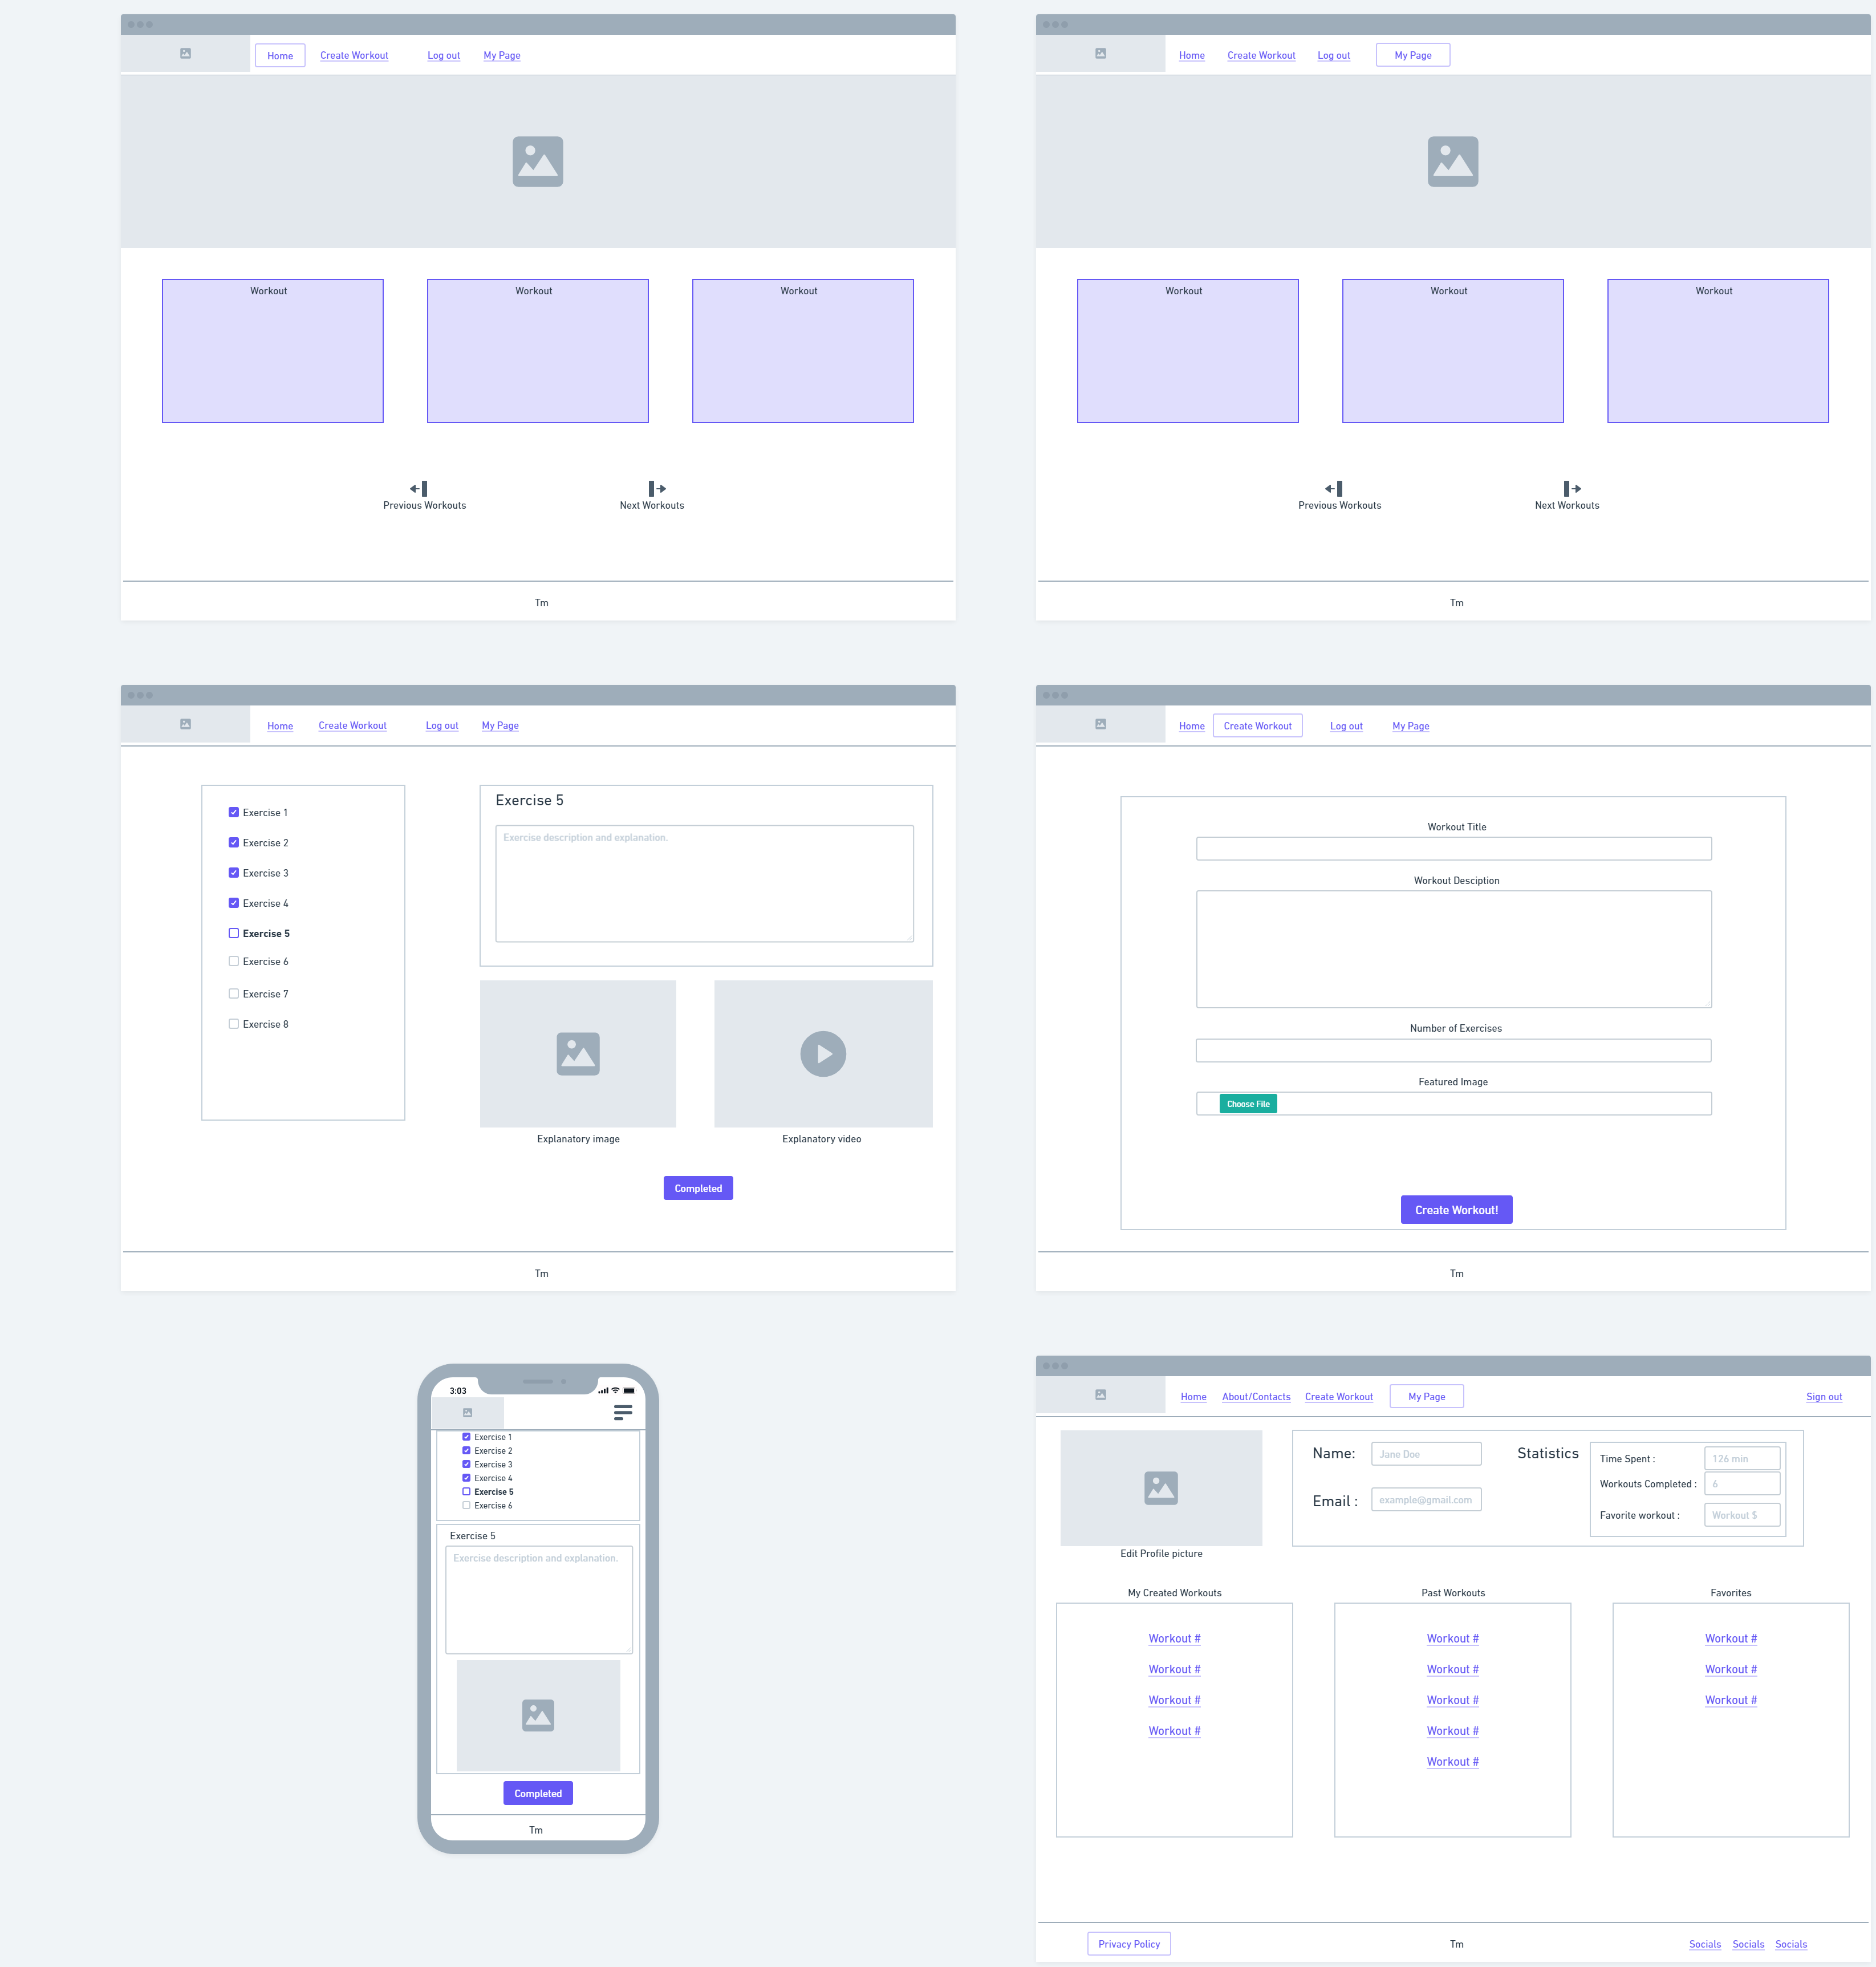 Home Create Workout Log out My Page
Workout Workout Workout
Previous Workouts Next Workouts
Tm
Home Create Workout Log out My Page
Workout Workout Workout
Previous Workouts Next Workouts
Tm
Home Create Workout Log out My Page
Exercise 1
Exercise 2
Exercise 3
Exercise 4
Exercise 5
Exercise 6
Exercise 7
Exercise 8
Exercise 5
Exercise description and explanation.
Explanatory image Explanatory video
Completed
Tm
Home Create Workout Log out My Page
Workout Title
Workout Desciption
Number of Exercises
Featured Image
Choose File
Create Workout!
Tm
3:03
Exercise 1
Exercise 2
Exercise 3
Exercise 4
Exercise 5
Exercise 6
Exercise 5
Exercise description and explanation.
Completed
Tm
Home About/Contacts Create Workout My Page Sign out
Edit Profile picture
Name: Jane Doe
Email : example@gmail.com
Statistics
Time Spent : 126 min
Workouts Completed : 6
Favorite workout : Workout $
My Created Workouts
Workout #
Workout #
Workout #
Workout #
Past Workouts
Workout #
Workout #
Workout #
Workout #
Workout #
Favorites
Workout #
Workout #
Workout #
Privacy Policy Tm Socials Socials Socials